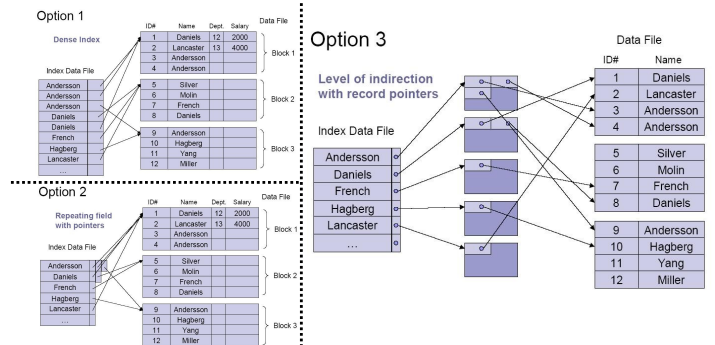 Option 1
Dense Index
Index Data File
Andersson
Andersson
Andersson
Daniels
Daniels
French
Hagberg
Lancaster
...
Data File
ID# Name Dept. Salary
1 Daniels 12 2000
2 Lancaster 13 4000
3 Andersson
4 Andersson
Block 1
5 Silver
6 Molin
7 French
8 Daniels
Block 2
9 Andersson
10 Hagberg
11 Yang
12 Miller
Block 3
Option 2
Repeating field
with pointers
Index Data File
Andersson
Daniels
French
Hagberg
Lancaster
...
Data File
ID# Name Dept. Salary
1 Daniels 12 2000
2 Lancaster 13 4000
3 Andersson
4 Andersson
Block 1
5 Silver
6 Molin
7 French
8 Daniels
Block 2
9 Andersson
10 Hagberg
11 Yang
12 Miller
Block 3
Option 3
Level of indirection
with record pointers
Index Data File
Andersson
Daniels
French
Hagberg
Lancaster
...
Data File
ID# Name
1 Daniels
2 Lancaster
3 Andersson
4 Andersson
5 Silver
6 Molin
7 French
8 Daniels
9 Andersson
10 Hagberg
11 Yang
12 Miller